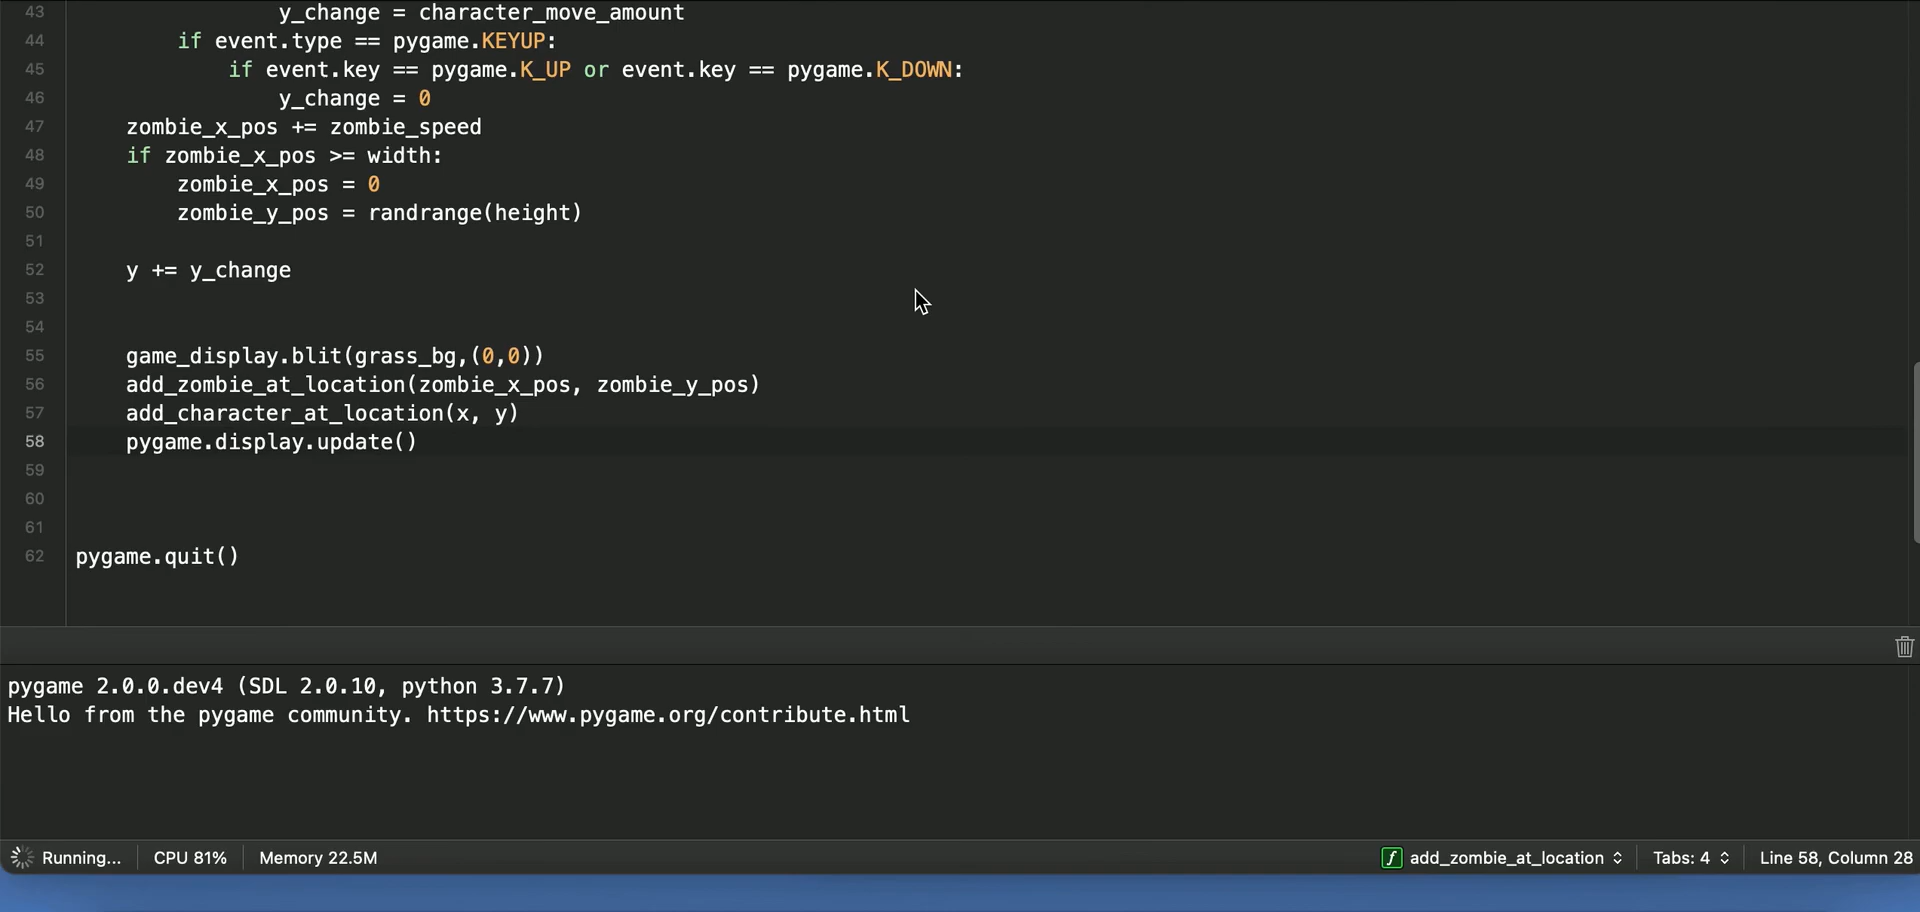 43 y_change = character_move_amount
44 if event.type == pygame.KEYUP:
45 if event.key == pygame.K_UP or event.key == pygame.K_DOWN:
46 y_change = 0
47 zombie_x_pos += zombie_speed
48 if zombie_x_pos >= width:
49 zombie_x_pos = 0
50 zombie_y_pos = randrange(height)
51
52 y += y_change
53
54
55 game_display.blit(grass_bg,(0,0))
56 add_zombie_at_location(zombie_x_pos, zombie_y_pos)
57 add_character_at_location(x, y)
58 pygame.display.update()
59
60
61
62 pygame.quit()
pygame 2.0.0.dev4 (SDL 2.0.10, python 3.7.7)
Hello from the pygame community. https://www.pygame.org/contribute.html
Running... CPU 81% Memory 22.5M f add_zombie_at_location Tabs: 4 Line 58, Column 28